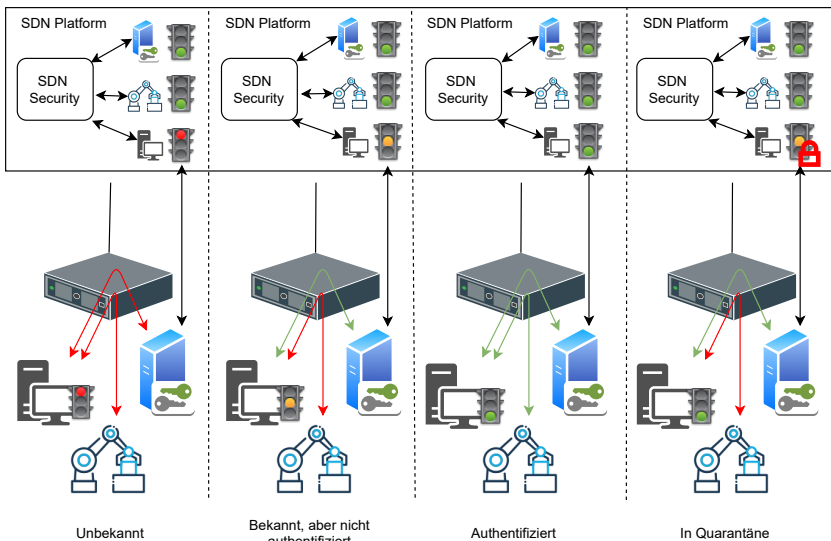 SDN Platform
SDN
Security
SDN Platform
SDN
Security
SDN Platform
SDN
Security
SDN Platform
SDN
Security
Unbekannt
Bekannt, aber nicht
authentifiziert
Authentifiziert
In Quarantäne